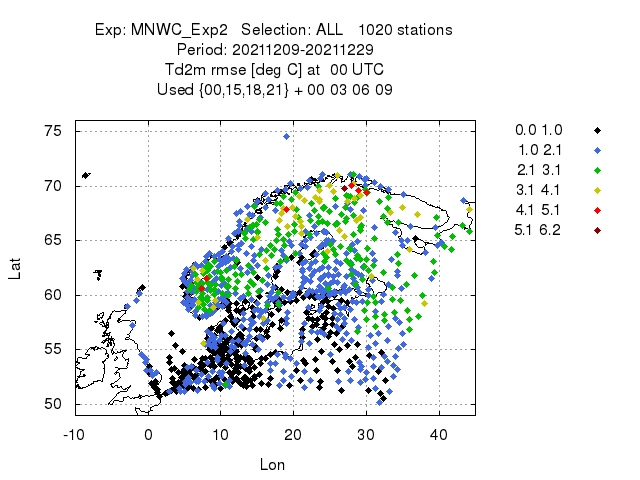 Exp: MNWC_Exp2 Selection: ALL 1020 stations
Period: 20211209-20211229
Td2m rmse [deg C] at 00 UTC
Used {00,15,18,21} + 00 03 06 09
75
70
65
60
55
50
-10 0 10 20 30 40
Lat
Lon
0.0 1.0
1.0 2.1
2.1 3.1
3.1 4.1
4.1 5.1
5.1 6.2